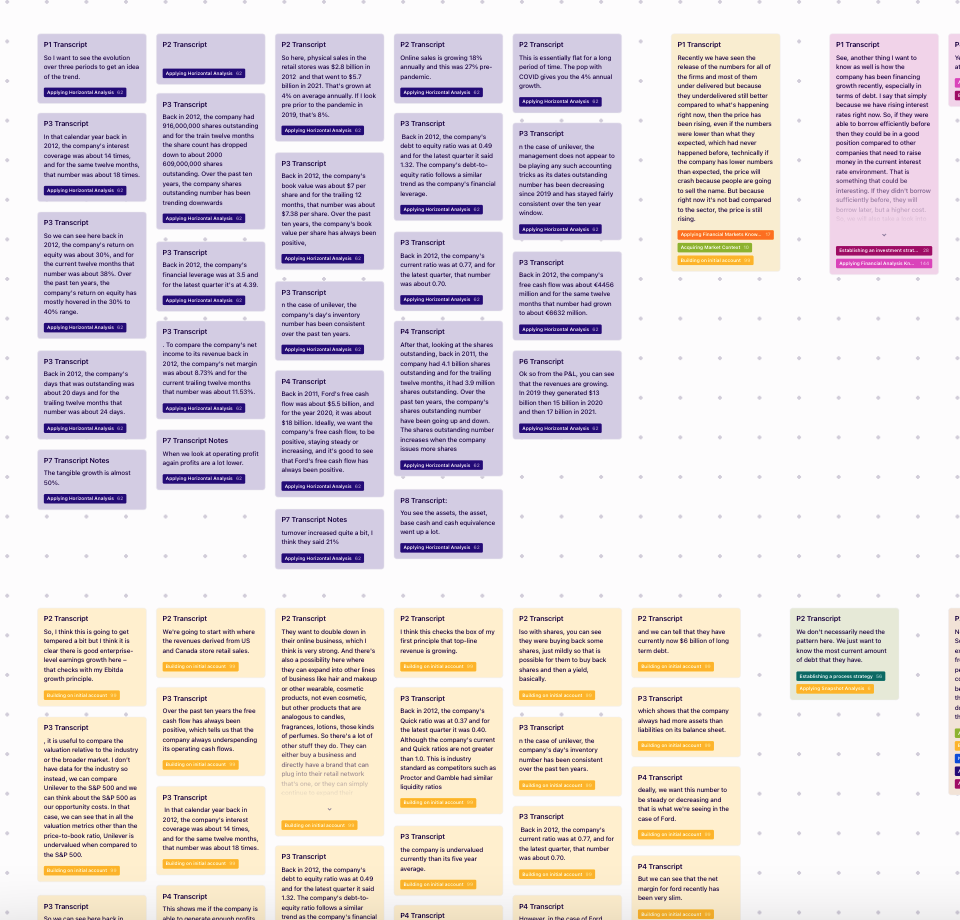 P1 Transcript
So I want to see the evolution
over three periods to get an idea
of the trend.
Applying Horizontal Analysis 62
P3 Transcript
In that calendar year back in
2012, the company's interest
coverage was about 14 times,
and for the same twelve months,
that number was about 18 times.
Applying Horizontal Analysis 62
P3 Transcript
So we can see here back in
2012, the company's return on
equity was about 30%, and for
the current twelve months that
number was about 38%. Over
the past ten years, the
company's return on equity has
mostly hovered in the 30% to
40% range.
Applying Horizontal Analysis 62
P3 Transcript
Back in 2012, the company's
days that was outstanding was
about 20 days and for the
trailing twelve months that
number was about 24 days.
Applying Horizontal Analysis 62
P7 Transcript Notes
The tangible growth is almost
50%.
Applying Horizontal Analysis 62
P2 Transcript
Applying Horizontal Analysis 62
P3 Transcript
Back in 2012, the company had
916,000,000 shares outstanding
and for the train twelve months
the share count has dropped
down to about 2000
609,000,000 shares
outstanding. Over the past ten
years, the company shares
outstanding number has been
trending downwards
Applying Horizontal Analysis 62
P3 Transcript
Back in 2012, the company's
financial leverage was at 3.5 and
for the latest quarter it's at 4.39.
Applying Horizontal Analysis 62
P3 Transcript
. To compare the company's net
income to its revenue back in
2012, the company's net margin
was about 8.73% and for the
current trailing twelve months
that number was about 11.53%.
Applying Horizontal Analysis 62
P7 Transcript Notes
When we look at operating profit
again profits are a lot lower.
Applying Horizontal Analysis 62
P2 Transcript
So here, physical sales in the
retail stores was $2.8 billion in
2012 and that went to $5.7
billion in 2021. That's grown at
4% on average annually. If I look
pre prior to the pandemic in
2019, that's 8%.
Applying Horizontal Analysis 62
P3 Transcript
Back in 2012, the company's
book value was about $7 per
share and for the trailing 12
months, that number was about
$7.38 per share. Over the past
ten years, the company's book
value per share has always been
positive,
Applying Horizontal Analysis 62
P3 Transcript
n the case of unilever, the
company's day's inventory
number has been consistent
over the past ten years.
Applying Horizontal Analysis 62
P4 Transcript
Back in 2011, Ford's free cash
flow was about $5.5 billion, and
for the year 2020, it was about
$18 billion. Ideally, we want the
company's free cash flow, to be
positive, staying steady or
increasing, and it's good to see
that Ford's free cash flow has
always been positive.
Applying Horizontal Analysis 62
P7 Transcript Notes
turnover increased quite a bit, I
think they said 21%
Applying Horizontal Analysis 62
P2 Transcript
Online sales is growing 18%
annually and this was 27% pre-
pandemic.
Applying Horizontal Analysis 62
P3 Transcript
Back in 2012, the company's
debt to equity ratio was at 0.49
and for the latest quarter it said
1.32. The company's debt-to-
equity ratio follows a similar
trend as the company's financial
leverage.
Applying Horizontal Analysis 62
P3 Transcript
Back in 2012, the company's
current ratio was at 0.77, and for
the latest quarter, that number
was about 0.70.
Applying Horizontal Analysis 62
P4 Transcript
After that, looking at the shares
outstanding, back in 2011, the
company had 4.1 billion shares
outstanding and for the trailing
twelve months, it had 3.9 million
shares outstanding. Over the
past ten years, the company's
shares outstanding number
have been going up and down.
The shares outstanding number
increases when the company
issues more shares
Applying Horizontal Analysis 62
P8 Transcript:
You see the assets, the asset,
base cash and cash equivalence
went up a lot.
Applying Horizontal Analysis 62
P2 Transcript
This is essentially flat for a long
period of time. The pop with
COVID gives you the 4% annual
growth.
Applying Horizontal Analysis 62
P3 Transcript
n the case of unilever, the
management does not appear to
be playing any such accounting
tricks as its dates outstanding
number has been decreasing
since 2019 and has stayed fairly
consistent over the ten year
window.
Applying Horizontal Analysis 62
P3 Transcript
Back in 2012, the company's
free cash flow was about €4456
million and for the same twelve
months that number had grown
to about €6632 million.
Applying Horizontal Analysis 62
P6 Transcript
Ok so from the P&L, you can see
that the revenues are growing.
In 2019 they generated $13
billion then 15 billion in 2020
and then 17 billion in 2021.
Applying Horizontal Analysis 62
P1 Transcript
Recently we have seen the
release of the numbers for all of
the firms and most of them
underdelivered but because
they underdelivered still better
compared to what's happening
right now, then the price has
been rising, even if the numbers
were lower than what they
expected, which had never
happened before, technically if
the company has lower numbers
than expected, the price will
crash because people are going
to sell the name. But because
right now it's not bad compared
to the sector, the price is still
rising.
Applying Financial Markets Know...
Acquiring Market Context
Building on initial account
P1 Transcript
See, another thing I want to
know as well is how the
company has been financing
growth recently, especially in
terms of debt. I say that simply
because we have rising interest
rates right now. So, if they were
able to borrow efficiently before
then they could be in a good
position compared to other
companies that need to raise
money in the current interest
rate environment. That is
something that could be
interesting. If they didn't borrow
sufficiently before, they will
borrow later, but a higher cost.
Establishing an investment strat...
Applying Financial Analysis Kn...
P2 Transcript
So, I think this is going to get
tempered a bit but I think it is
clear there is good enterprise-
level earnings growth here –
that checks with my Ebitda
growth principle.
Building on initial account
P3 Transcript
, it is useful to compare the
valuation relative to the industry
or the broader market. I don't
have data for the industry so
instead, we can compare
Unilever to the S&P 500 and we
can think about the S&P 500 as
our opportunity costs. In that
case, we can see that in all the
valuation metrics other than the
price-to-book ratio, Unilever is
undervalued when compared to
the S&P 500.
Building on initial account
P3 Transcript
So we can see here back in
P2 Transcript
We're going to start with where
the revenues derived from US
and Canada store retail sales.
Building on initial account
P3 Transcript
Over the past ten years the free
cash flow has always been
positive, which tells us that the
company always underspending
its operating cash flows.
Building on initial account
P3 Transcript
In that calendar year back in
2012, the company's interest
coverage was about 14 times,
and for the same twelve months,
that number was about 18 times.
Building on initial account
P4 Transcript
This shows me if the company is
able to generate enough profits
P2 Transcript
They want to double down in
their online business, which I
think is very strong. And there's
also a possibility here where
they can expand into other lines
of business like hair and makeup
or other wearable, cosmetic
products, not even cosmetic,
but other products that are
analogous to candles,
fragrances, lotions, those kinds
of perfumes. So there's a lot of
other stuff they do. They can
either buy a business and
directly have a brand that can
plug into their retail network
that's one, or they can simply
Building on initial account
P3 Transcript
Back in 2012, the company's
debt to equity ratio was at 0.49
and for the latest quarter it said
1.32. The company's debt-to-
equity ratio follows a similar
trend as the company's financial
P2 Transcript
I think this checks the box of my
first principle that top-line
revenue is growing.
Building on initial account
P3 Transcript
Back in 2012, the company's
Quick ratio was at 0.37 and for
the latest quarter it was 0.40.
Although the company's current
and Quick ratios are not greater
than 1.0. This is industry
standard as competitors such as
Proctor and Gamble had similar
liquidity ratios
Building on initial account
P3 Transcript
the company is undervalued
currently than its five year
average.
Building on initial account
P4 Transcript
P2 Transcript
lso with shares, you can see
they were buying back some
shares, just mildly so that is
possible for them to buy back
shares and then a yield,
basically.
Building on initial account
P3 Transcript
n the case of unilever, the
company's day's inventory
number has been consistent
over the past ten years.
Building on initial account
P3 Transcript
Back in 2012, the company's
current ratio was at 0.77, and for
the latest quarter, that number
was about 0.70.
Building on initial account
P4 Transcript
However, in the case of Ford,
P2 Transcript
and we can tell that they have
currently now $6 billion of long
term debt.
Building on initial account
P3 Transcript
which shows that the company
always had more assets than
liabilities on its balance sheet.
Building on initial account
P4 Transcript
deally, we want this number to
be steady or decreasing and
that is what we're seeing in the
case of Ford.
Building on initial account
P4 Transcript
But we can see that the net
margin for ford recently has
been very slim.
Building on initial account
P2 Transcript
We don't necessarily need the
pattern here. We just want to
know the most current amount
of debt that they have.
Establishing a process strategy
Applying Snapshot Analysis